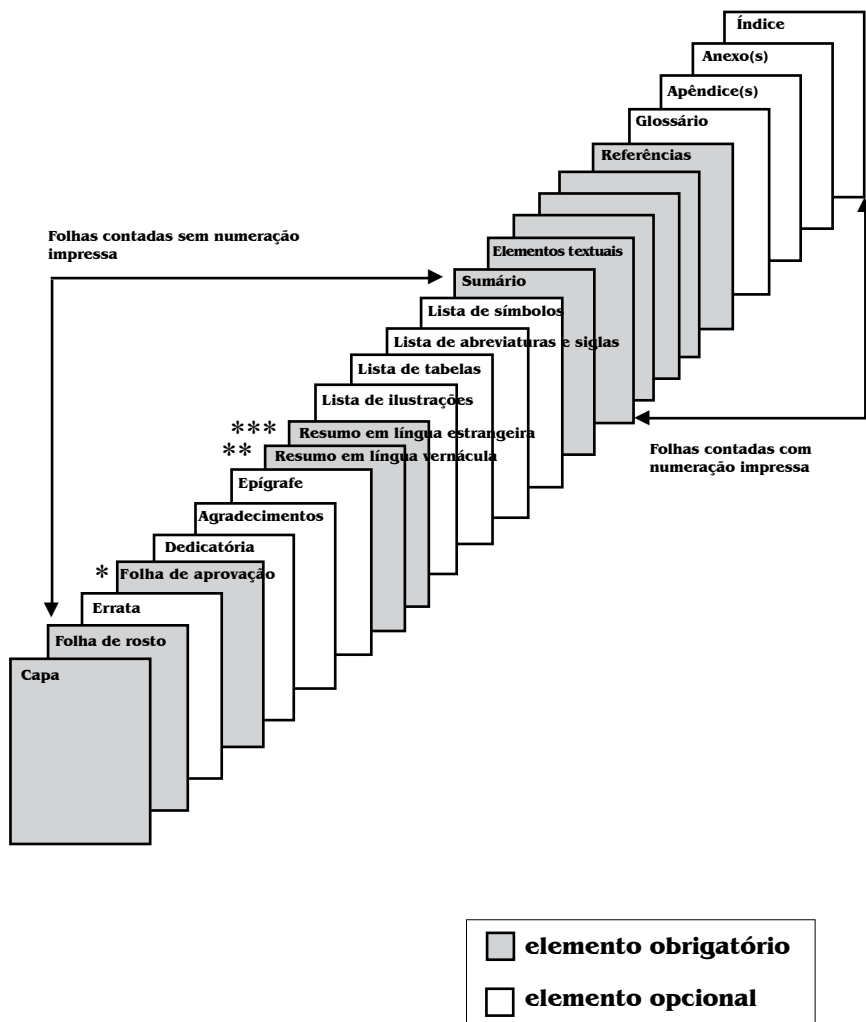 Índice
Anexo(s)
Apêndice(s)
Glossário
Referências
Folhas contadas sem numeração
impressa
Elementos textuais
Sumário
Lista de símbolos
Lista de abreviaturas e siglas
Lista de tabelas
Lista de ilustrações
*** Resumo em língua estrangeira
** Resumo em língua vernácula
Folhas contadas com
numeração impressa
Epígrafe
Agradecimentos
Dedicatória
* Folha de aprovação
Errata
Folha de rosto
Capa
elemento obrigatório
elemento opcional